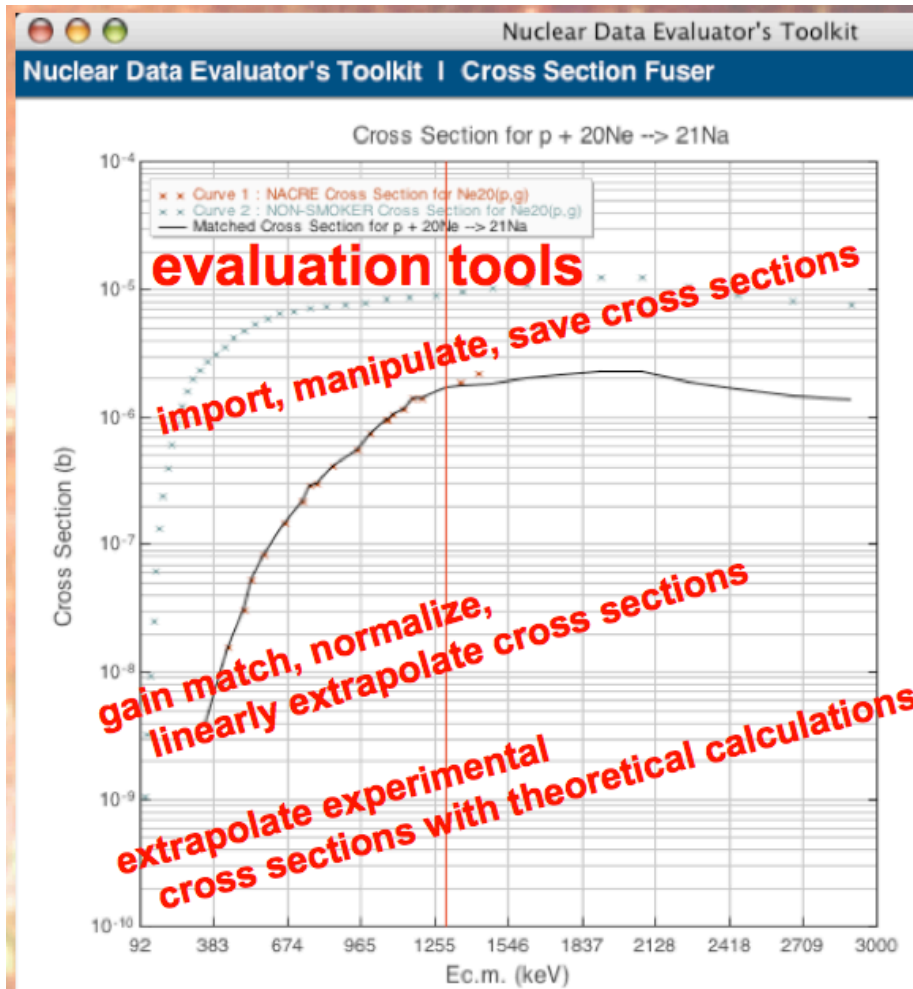 Nuclear Data Evaluator's Toolkit
Nuclear Data Evaluator's Toolkit | Cross Section Fuser
Cross Section for p + 20Ne --> 21Na
10-4
× × Curve 1 : NACRE Cross Section for Ne20(p,g)
× × Curve 2 : NON-SMOKER Cross Section for Ne20(p,g)
Matched Cross Section for p + 20Ne --> 21Na
evaluation tools
import, manipulate, save cross sections
10-5
10-6
Cross Section (b)
10-7
gain match, normalize,
linearly extrapolate cross sections
10-8
extrapolate experimental
cross sections with theoretical calculations
10-9
10-10
92 383 674 965 1255 1546 1837 2128 2418 2709 3000
Ec.m. (keV)